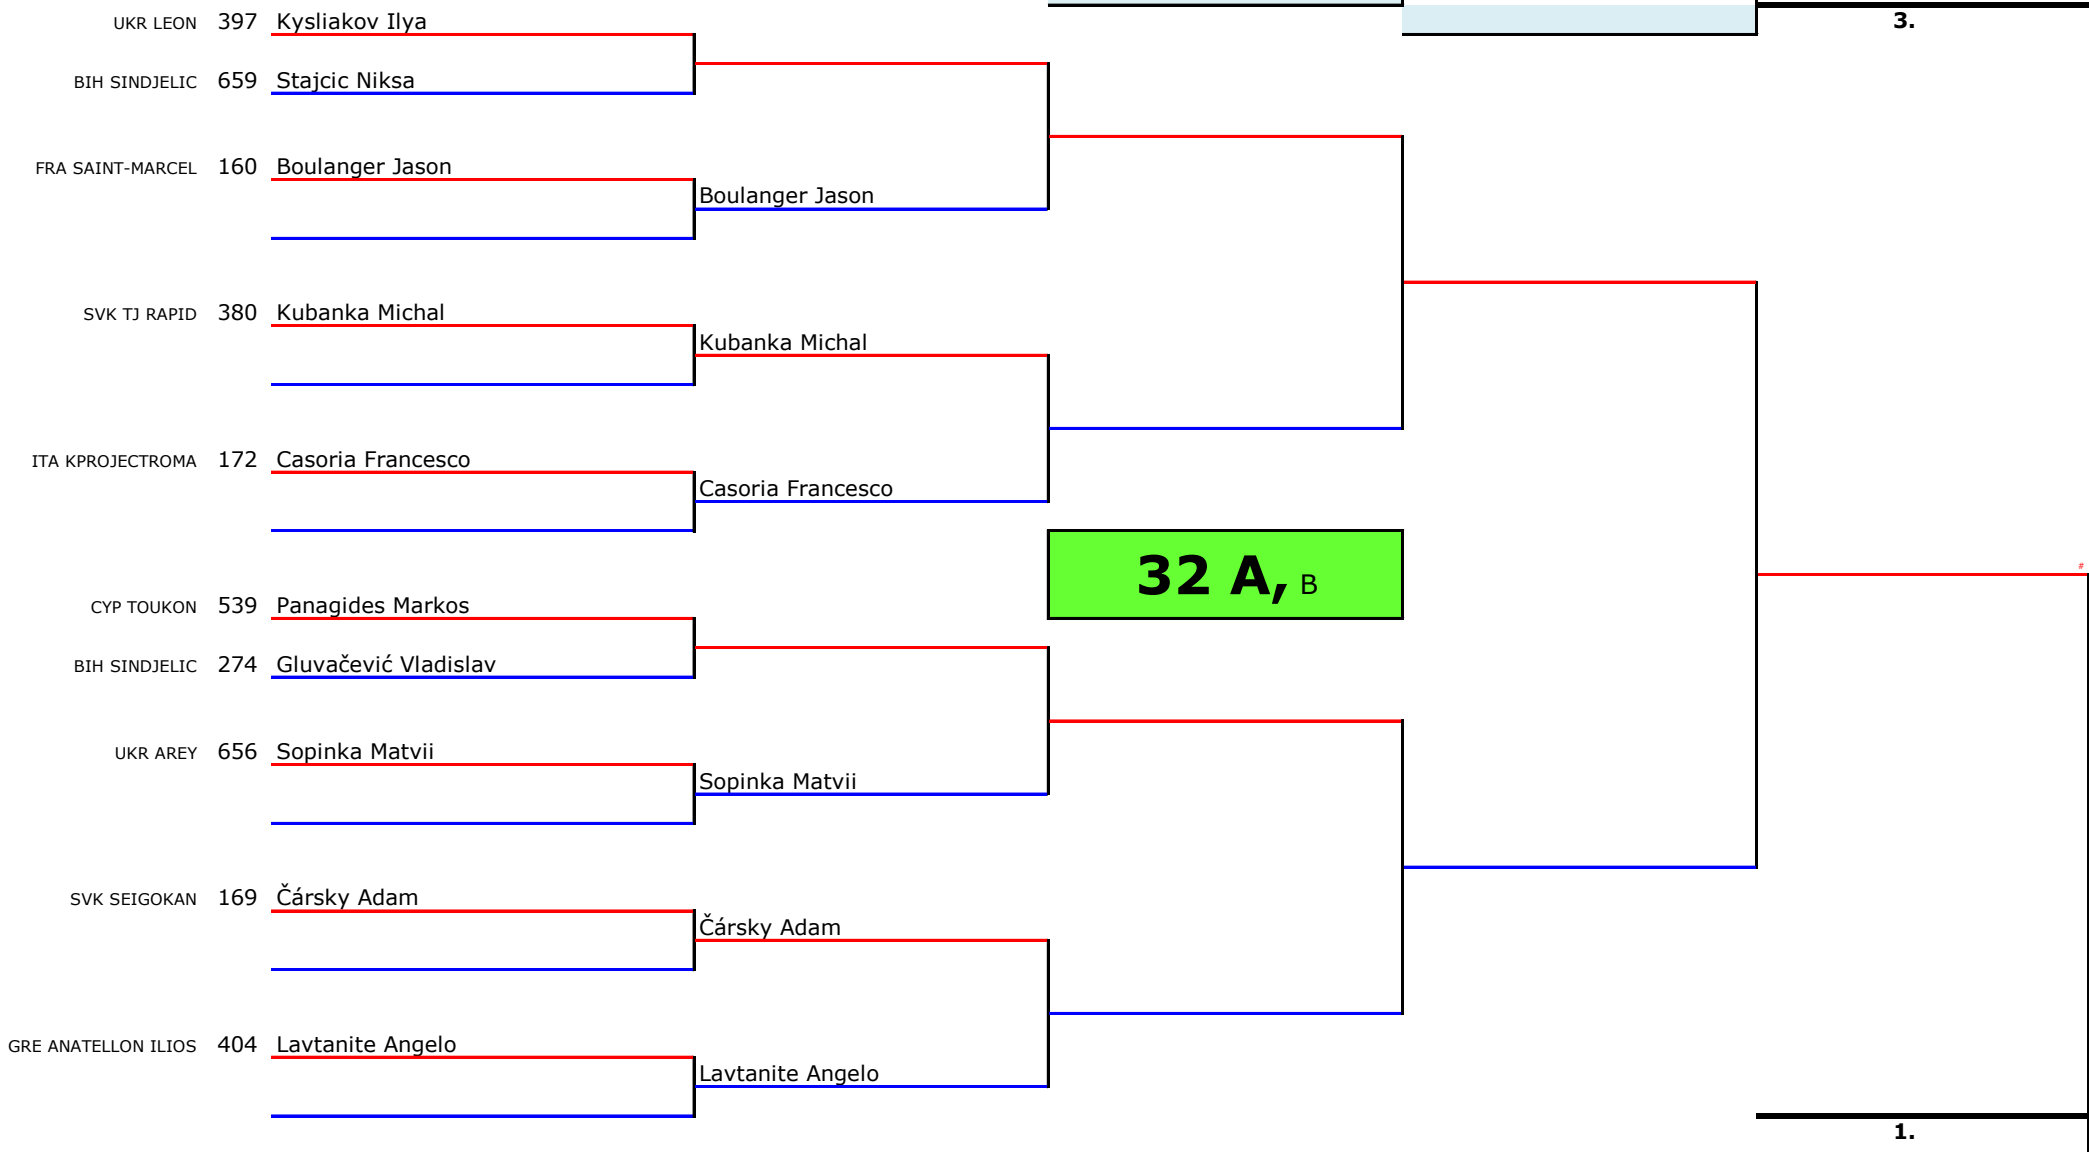 UKR LEON 397 Kysliakov Ilya
3.
BIH SINDJELIC 659 Stajcic Niksa
FRA SAINT-MARCEL 160 Boulanger Jason
Boulanger Jason
SVK TJ RAPID 380 Kubanka Michal
Kubanka Michal
ITA KPROJECTROMA 172 Casoria Francesco
Casoria Francesco
32 A, B
#
CYP TOUKON 539 Panagides Markos
BIH SINDJELIC 274 Gluvačević Vladislav
UKR AREY 656 Sopinka Matvii
Sopinka Matvii
SVK SEIGOKAN 169 Čársky Adam
Čársky Adam
GRE ANATELLON ILIOS 404 Lavtanite Angelo
Lavtanite Angelo
1.